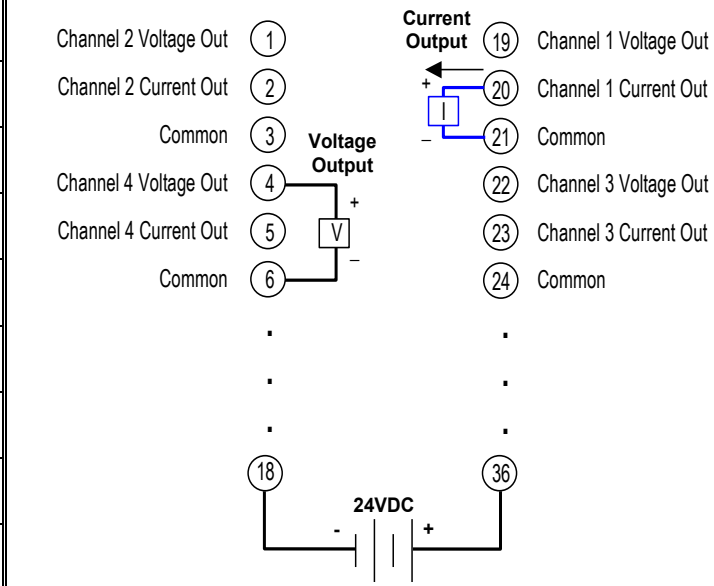 Channel 2 Voltage Out 1
Channel 2 Current Out 2
Common 3
Channel 4 Voltage Out 4
Channel 4 Current Out 5
Common 6
Voltage
Output
+
V
–
Current
Output
+
I
–
19 Channel 1 Voltage Out
20 Channel 1 Current Out
21 Common
22 Channel 3 Voltage Out
23 Channel 3 Current Out
24 Common
18
36
24VDC
- +